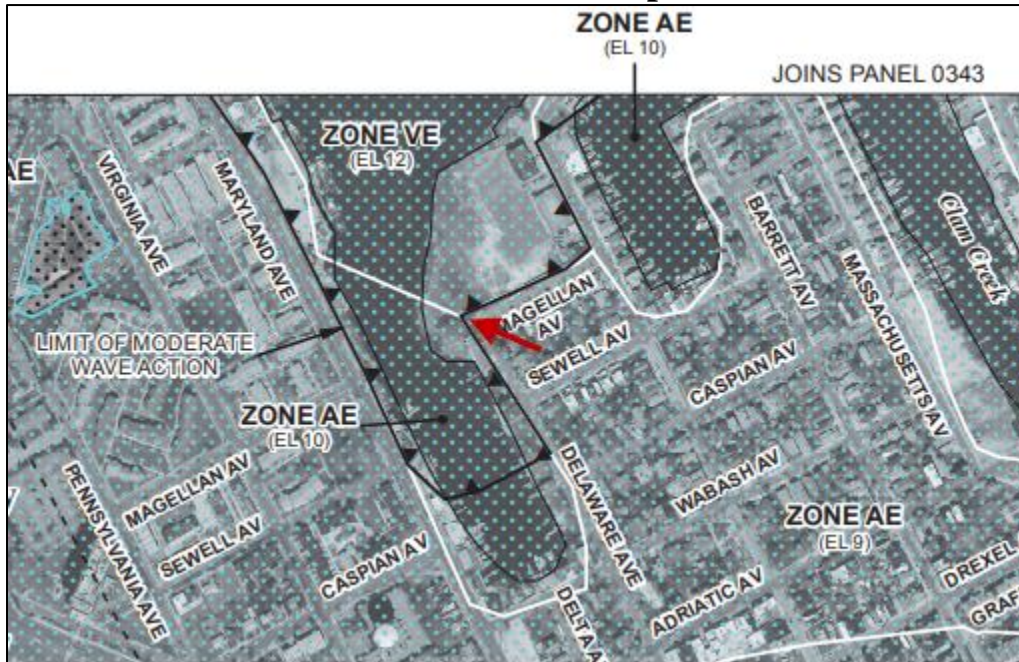 ZONE AE
(EL 10)
JOINS PANEL 0343
ZONE VE
(EL 12)
AE
VIRGINIA AVE
MARYLAND AVE
BARRETT AV
Clam Creek
MASSACHUSETTS AV
MAGELLAN
AV
LIMIT OF MODERATE
WAVE ACTION
SEWELL AV
CASPIAN AV
ZONE AE
(EL 10)
DELAWARE AVE
WABASH AV
PENNSYLVANIA AVE
MAGELLAN AV
SEWELL AV
CASPIAN AV
ZONE AE
(EL 9)
DREXEL
ADRIATIC AV
DELTA A
GRAF